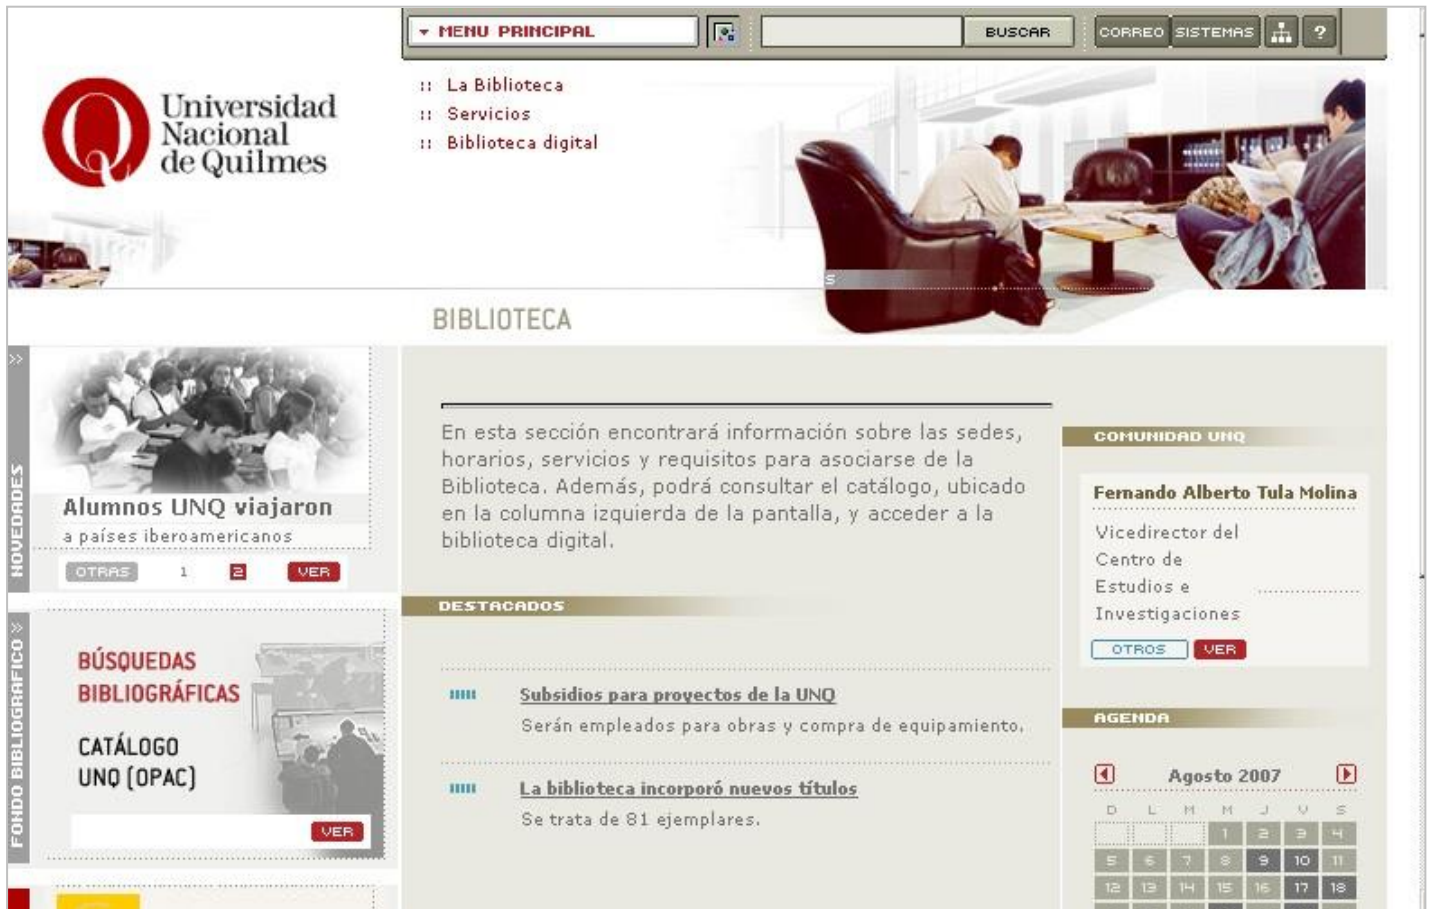 MENU PRINCIPAL
BUSCAR
CORREO
SISTEMAS
?
:: La Biblioteca
:: Servicios
:: Biblioteca digital
Universidad
Nacional
de Quilmes
BIBLIOTECA
NOVEDADES >>
Alumnos UNQ viajaron
a países iberoamericanos
OTRAS 1 2 VER
FONDO BIBLIOGRAFICO >>
BÚSQUEDAS
BIBLIOGRÁFICAS
CATÁLOGO
UNQ (OPAC)
VER
En esta sección encontrará información sobre las sedes,
horarios, servicios y requisitos para asociarse de la
Biblioteca. Además, podrá consultar el catálogo, ubicado
en la columna izquierda de la pantalla, y acceder a la
biblioteca digital.
DESTACADOS
Subsidios para proyectos de la UNQ
Serán empleados para obras y compra de equipamiento.
La biblioteca incorporó nuevos títulos
Se trata de 81 ejemplares.
COMUNIDAD UNQ
Fernando Alberto Tula Molina
Vicedirector del
Centro de
Estudios e
Investigaciones
OTROS VER
AGENDA
Agosto 2007
D L M M J V S
1 2 3 4
5 6 7 8 9 10 11
12 13 14 15 16 17 18